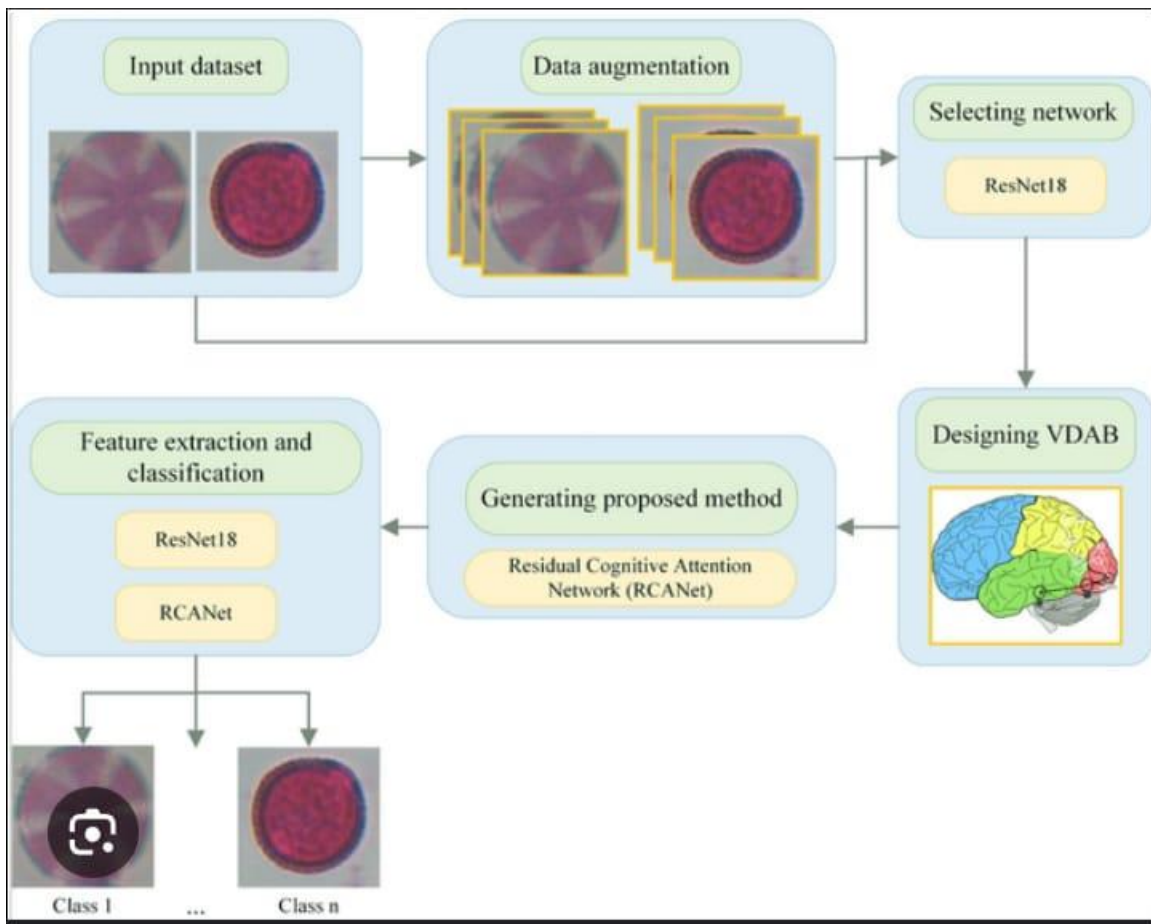 Input dataset
Data augmentation
Selecting network
ResNet18
Designing VDAB
Generating proposed method
Residual Cognitive Attention
Network (RCANet)
Feature extraction and
classification
ResNet18
RCANet
Class 1
...
Class n